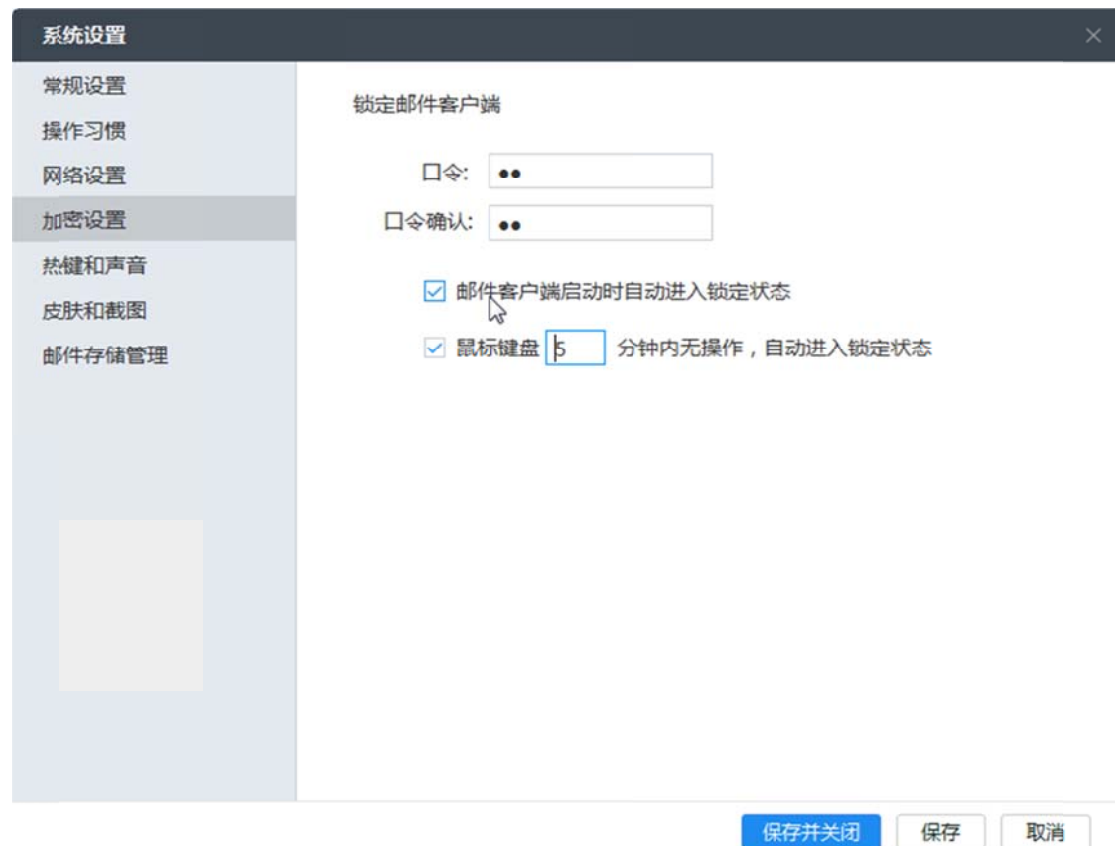 系统设置
常规设置
操作习惯
网络设置
加密设置
热键和声音
皮肤和截图
邮件存储管理
锁定邮件客户端
口令: ●●
口令确认: ●●
邮件客户端启动时自动进入锁定状态
鼠标键盘 5 分钟内无操作，自动进入锁定状态
保存并关闭 保存 取消